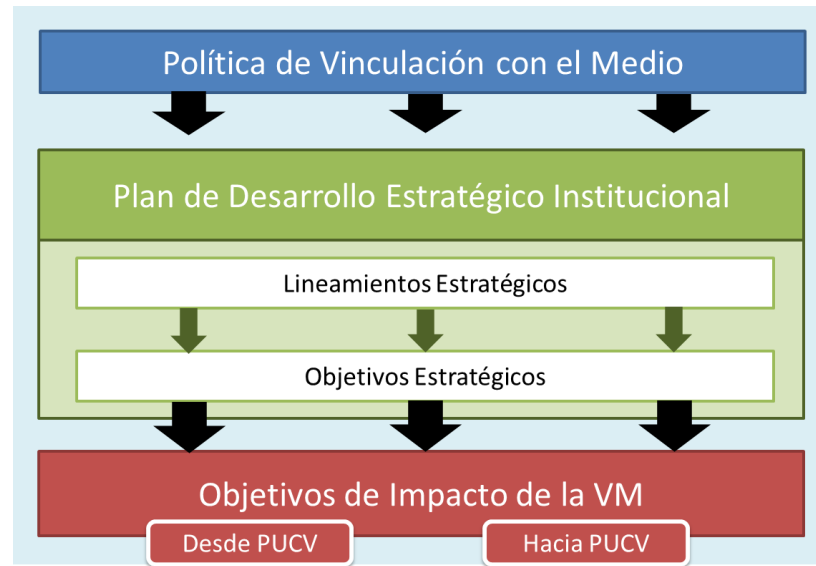 Política de Vinculación con el Medio
Plan de Desarrollo Estratégico Institucional
Lineamientos Estratégicos
Objetivos Estratégicos
Objetivos de Impacto de la VM
Desde PUCV
Hacia PUCV